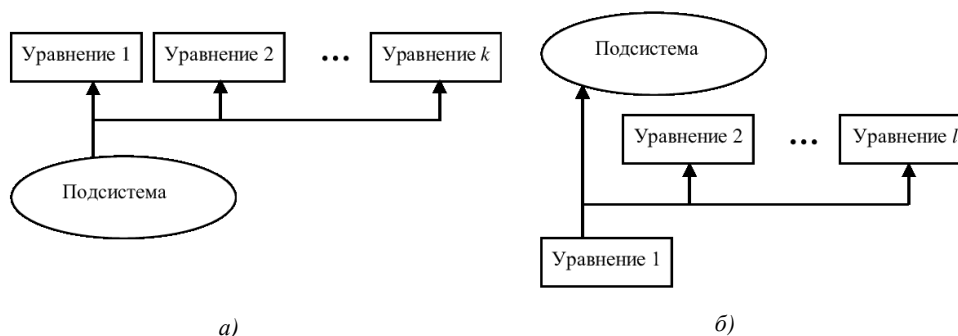 Уравнение 1 Уравнение 2 ... Уравнение k
Подсистема
а)
Подсистема
Уравнение 2 ... Уравнение l
Уравнение 1
б)